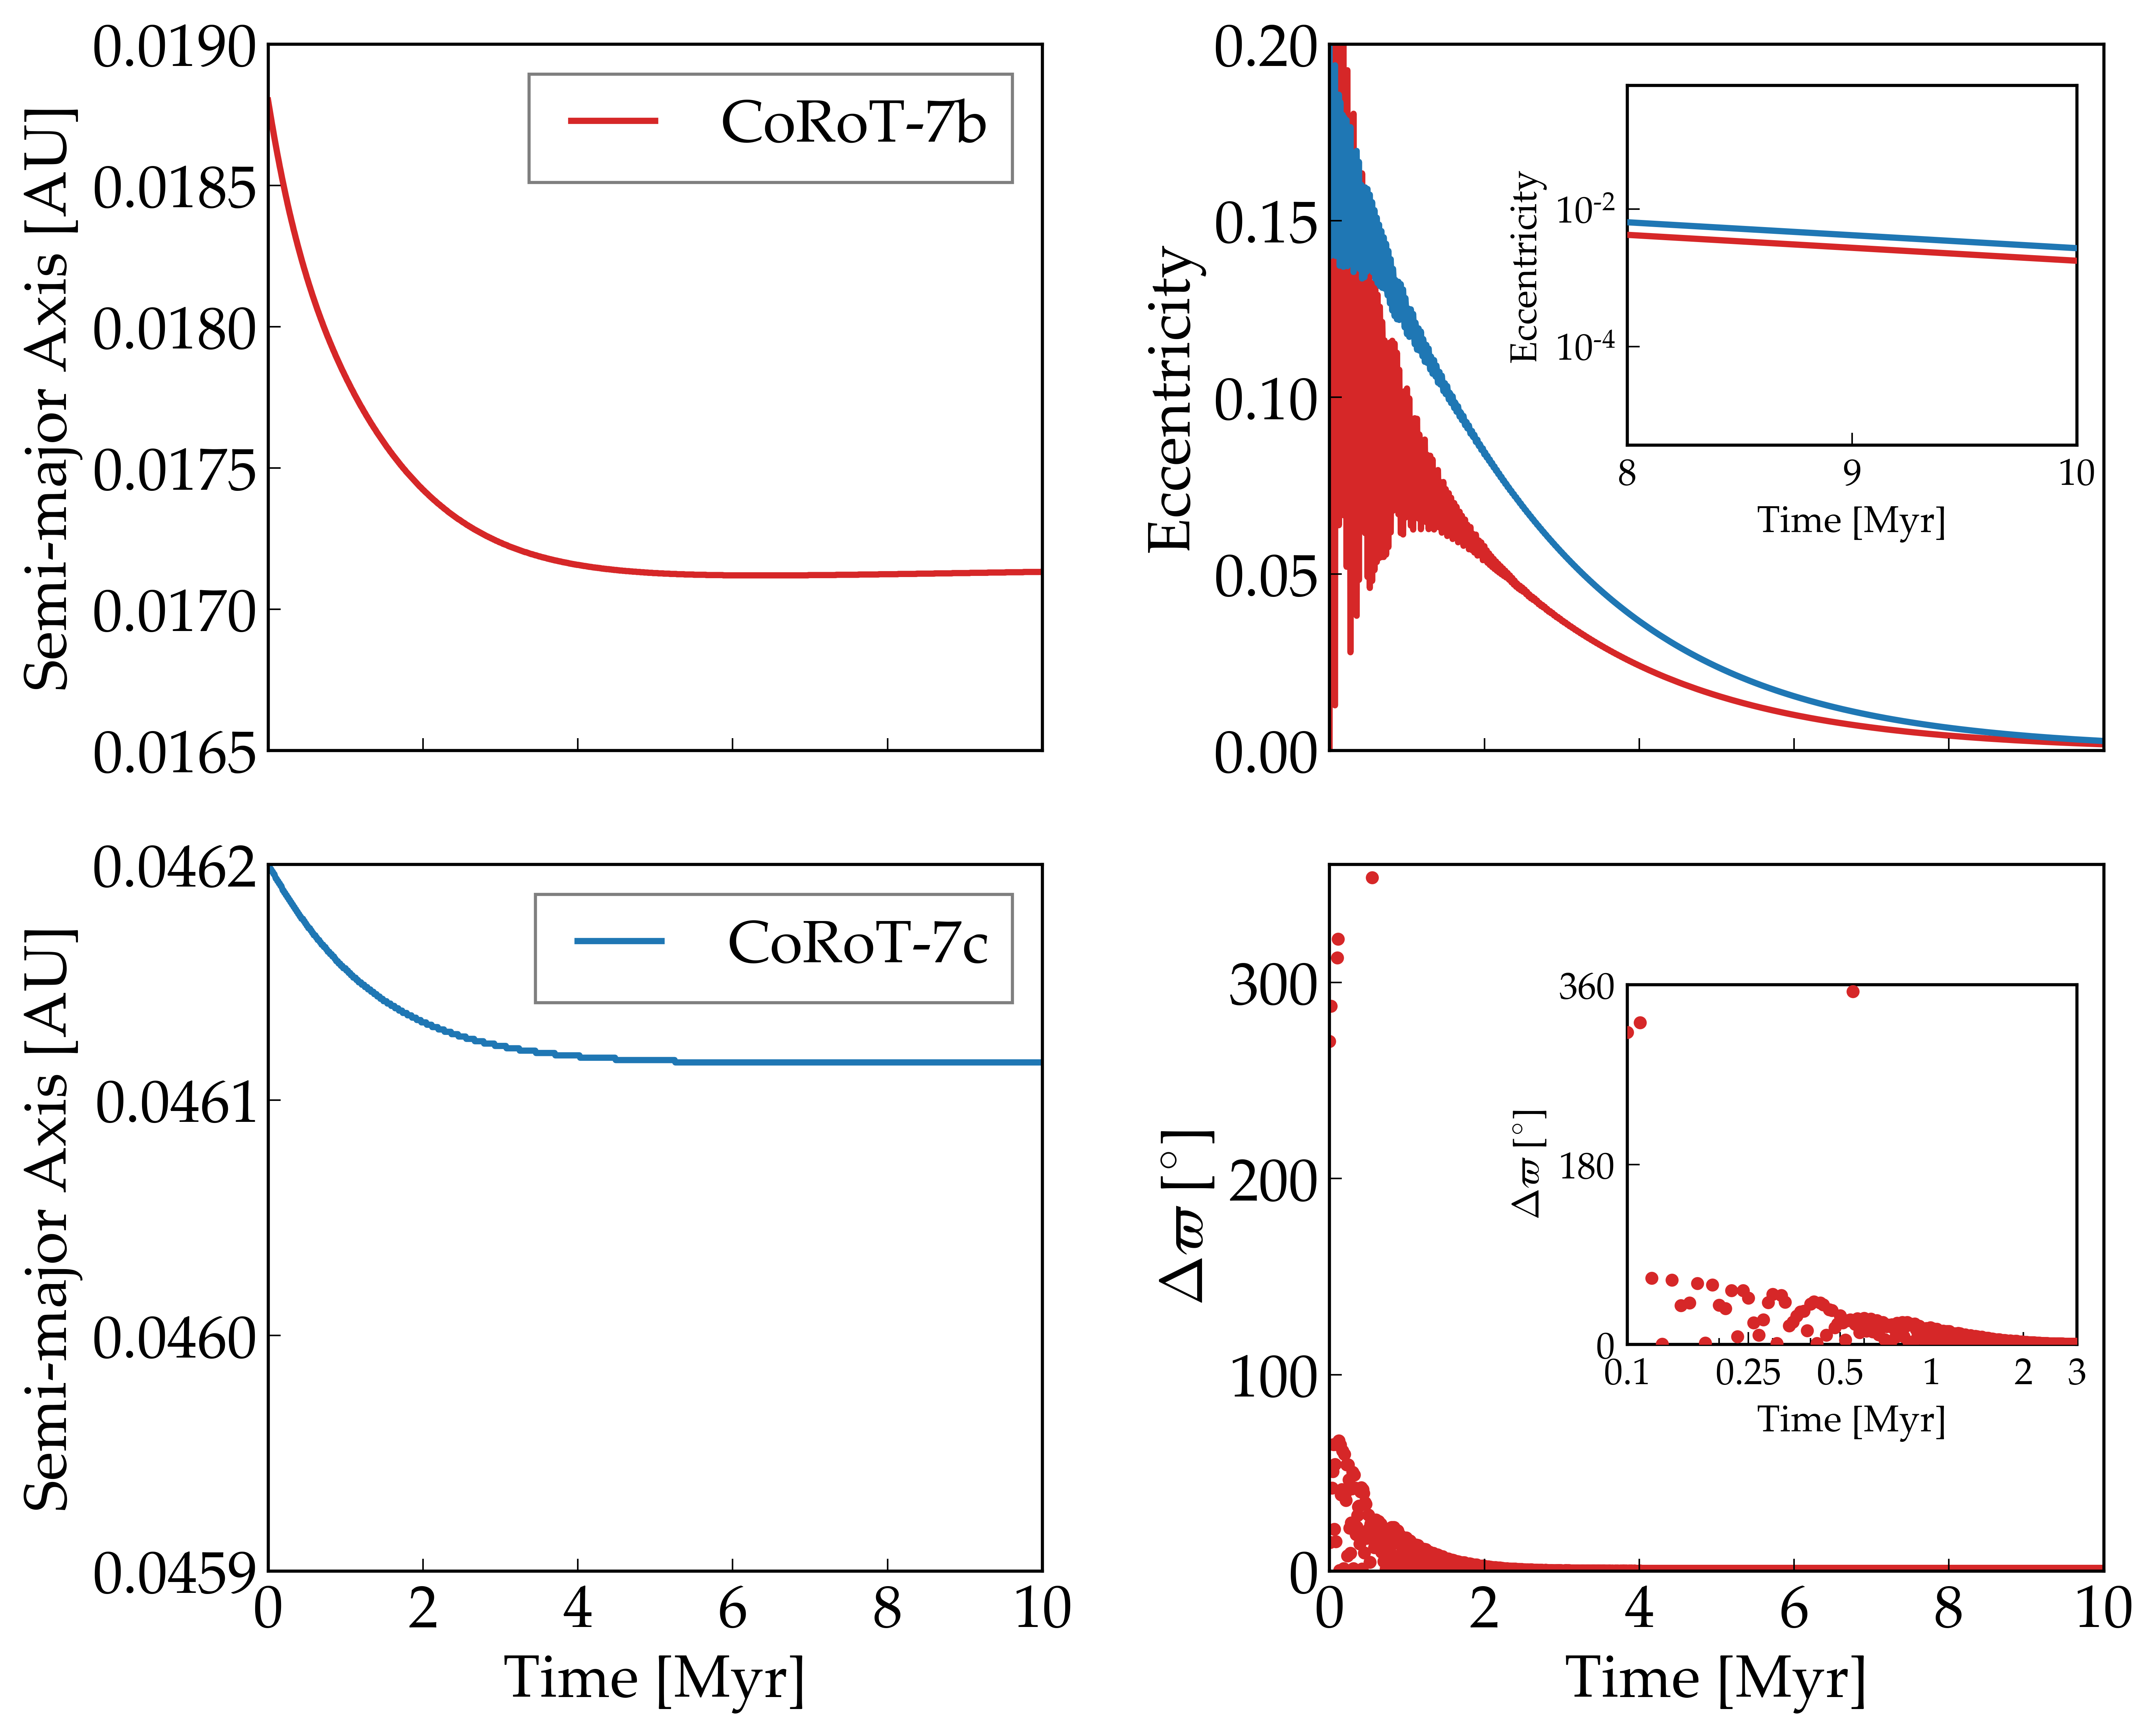 Semi-major Axis [AU]
0.0190
0.0185
0.0180
0.0175
0.0170
0.0165
CoRoT-7b
Eccentricity
0.20
0.15
0.10
0.05
0.00
Eccentricity
10-2
10-4
8 9 10
Time [Myr]
Semi-major Axis [AU]
0.0462
0.0461
0.0460
0.0459
CoRoT-7c
0 2 4 6 8 10
Time [Myr]
Δϖ [°]
300
200
100
0
Δϖ [°]
360
180
0
0.1 0.25 0.5 1 2 3
Time [Myr]
0 2 4 6 8 10
Time [Myr]